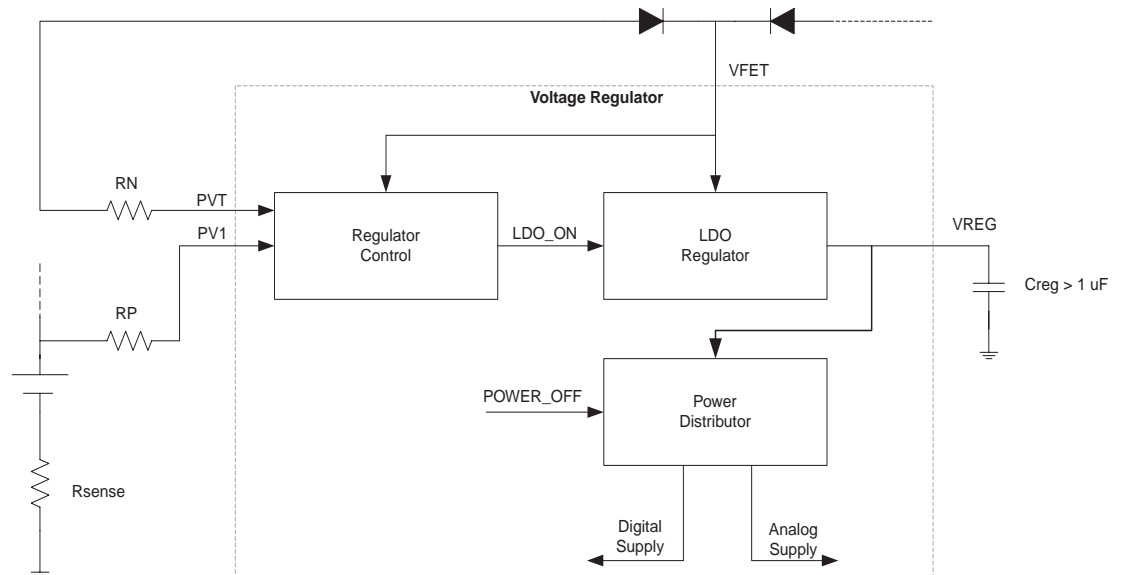 VFET
Voltage Regulator
RN
PVT
PV1
Regulator
Control
LDO_ON
LDO
Regulator
VREG
Creg > 1 uF
RP
POWER_OFF
Power
Distributor
Rsense
Digital
Supply
Analog
Supply